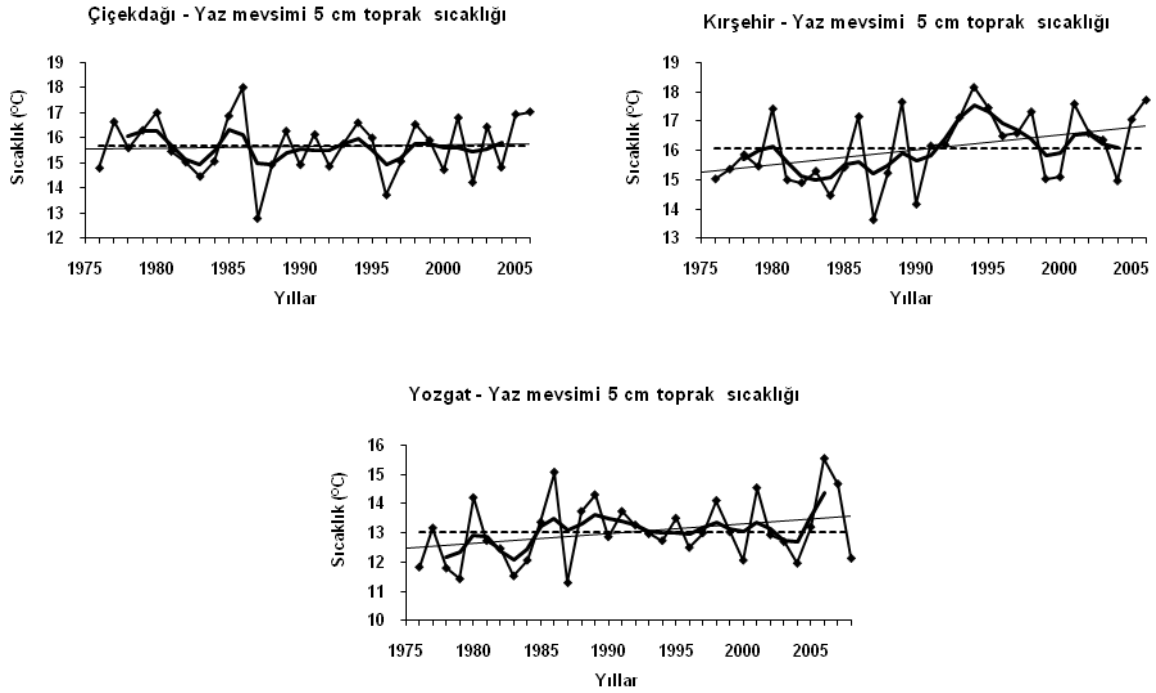 Çiçekdağı - Yaz mevsimi 5 cm toprak sıcaklığı
Sıcaklık (°C)
19
18
17
16
15
14
13
12
1975 1980 1985 1990 1995 2000 2005
Yıllar
Kırşehir - Yaz mevsimi 5 cm toprak sıcaklığı
Sıcaklık (°C)
19
18
17
16
15
14
13
1975 1980 1985 1990 1995 2000 2005
Yıllar
Yozgat - Yaz mevsimi 5 cm toprak sıcaklığı
Sıcaklık (°C)
16
15
14
13
12
11
10
1975 1980 1985 1990 1995 2000 2005
Yıllar